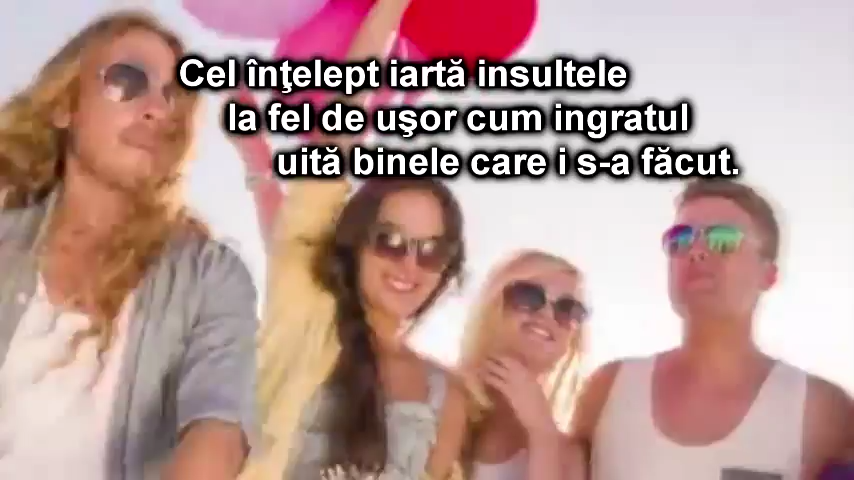 Cel înţelept iartă insultele
la fel de uşor cum ingratul
uită binele care i s-a făcut.